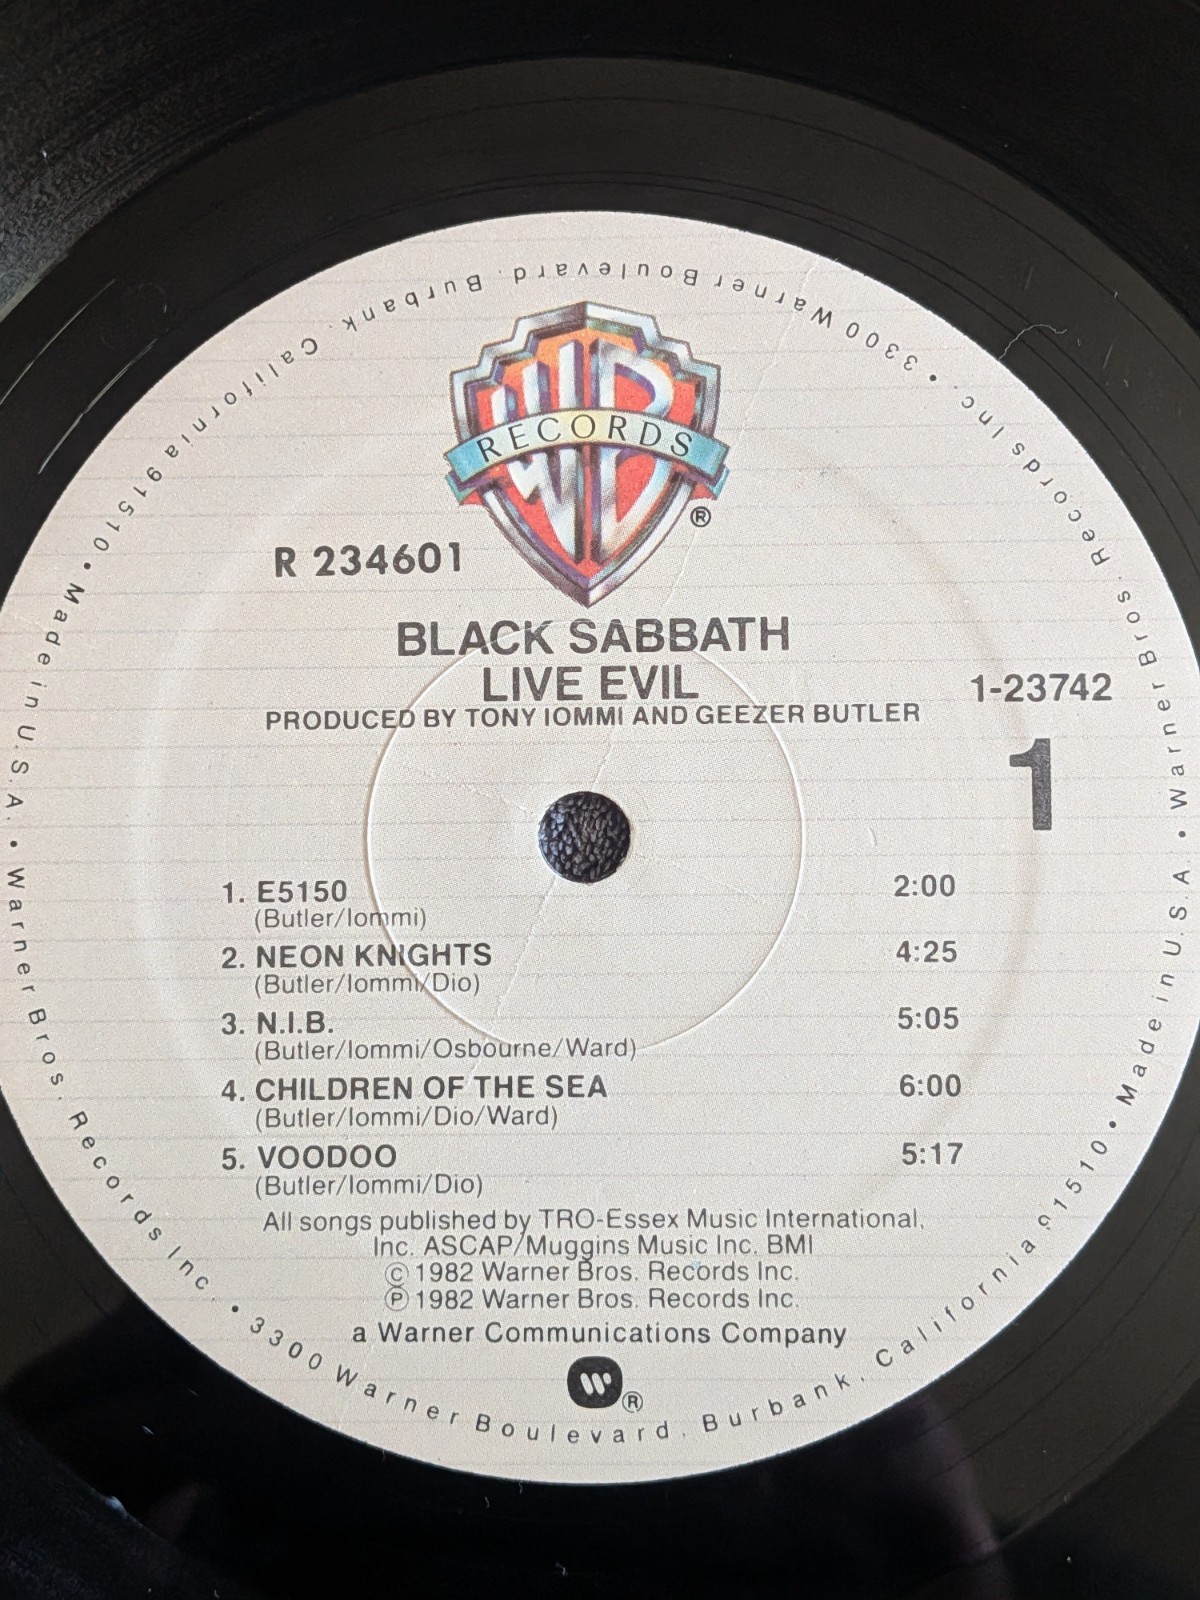 WB
RECORDS
®
R 234601
BLACK SABBATH
LIVE EVIL
PRODUCED BY TONY IOMMI AND GEEZER BUTLER
1-23742
1
1. E5150 2:00
(Butler/Iommi)
2. NEON KNIGHTS 4:25
(Butler/Iommi/Dio)
3. N.I.B. 5:05
(Butler/Iommi/Osbourne/Ward)
4. CHILDREN OF THE SEA 6:00
(Butler/Iommi/Dio/Ward)
5. VOODOO 5:17
(Butler/Iommi/Dio)
All songs published by TRO-Essex Music International,
Inc. ASCAP/Muggins Music Inc. BMI
Ⓒ 1982 Warner Bros. Records Inc.
Ⓟ 1982 Warner Bros. Records Inc.
a Warner Communications Company
W ®
Warner Bros. Records Inc. • 3300 Warner Boulevard, Burbank, California 91510 • Made in U.S.A. •
Warner Bros. Records Inc. • 3300 Warner Boulevard, Burbank, California 91510 • Made in U.S.A. •